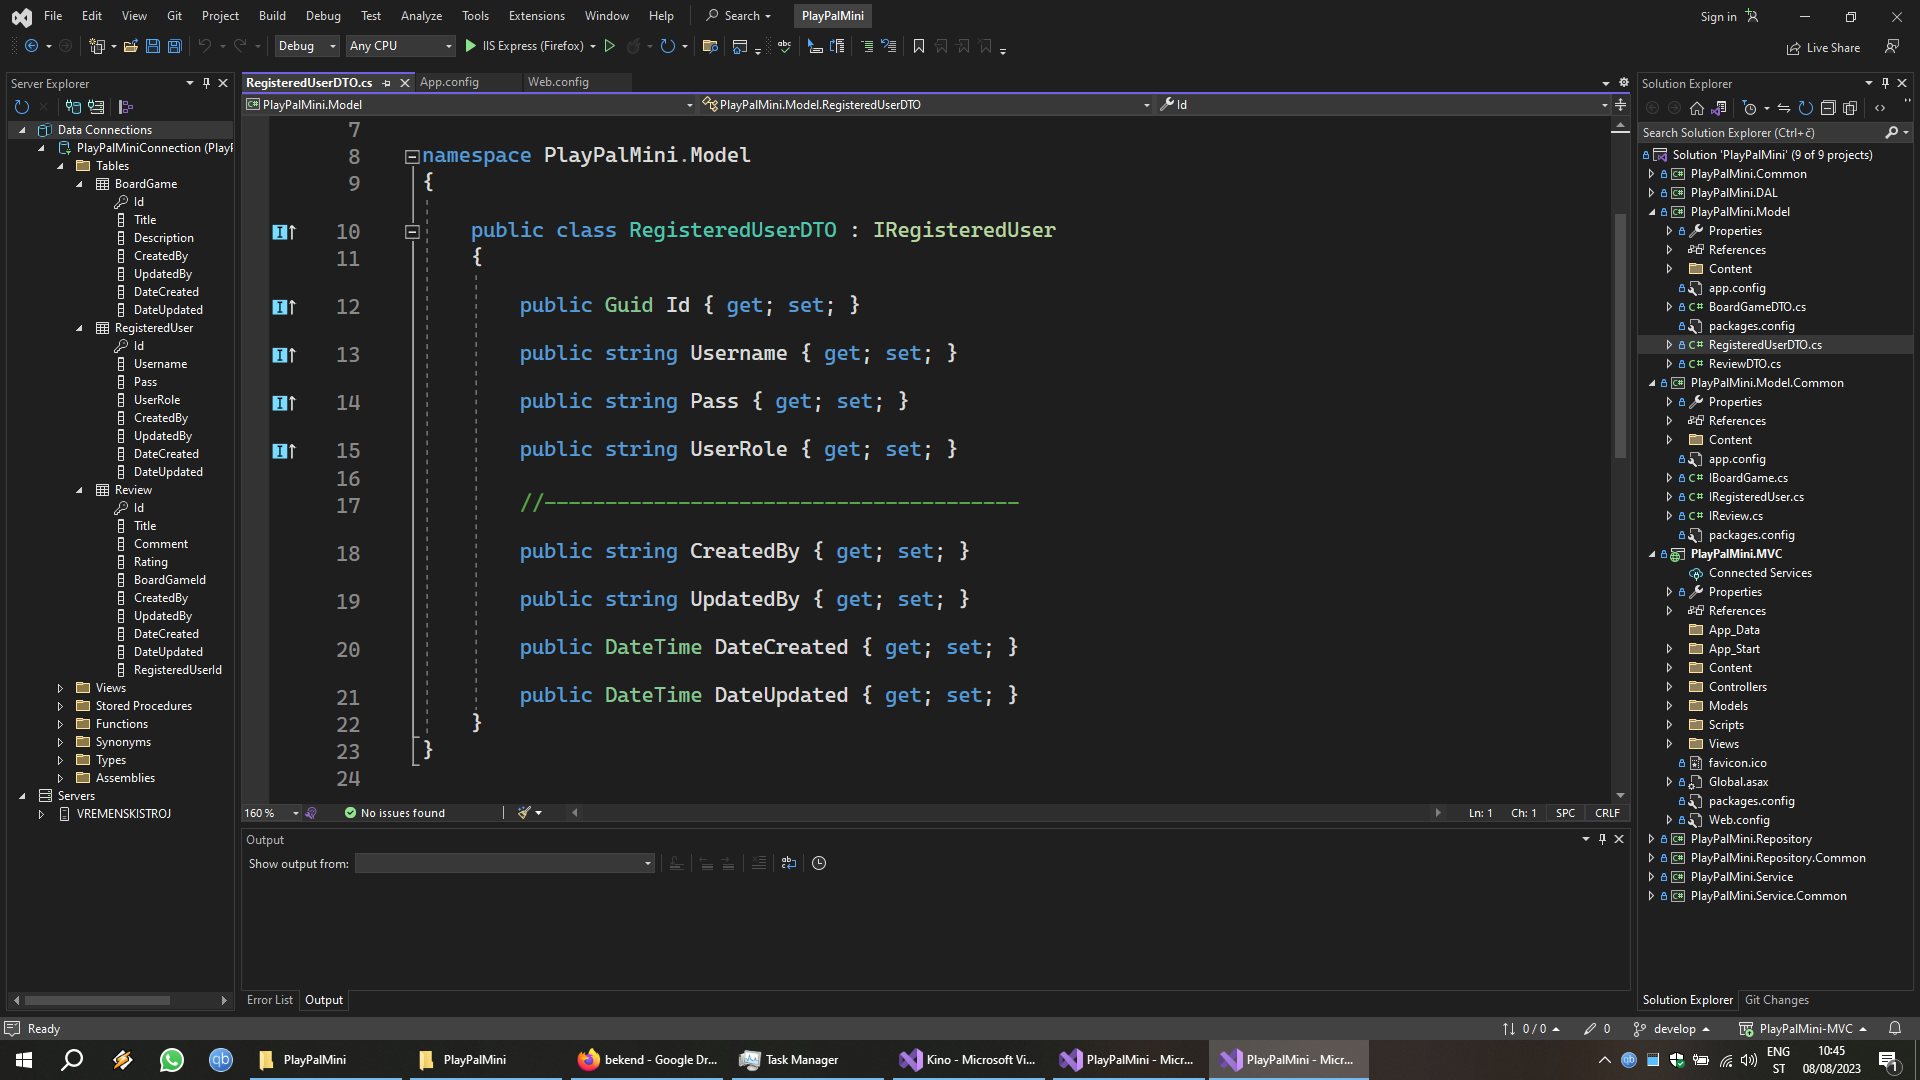 File Edit View Git Project Build Debug Test Analyze Tools Extensions Window Help Search PlayPalMini Sign in
Debug Any CPU IIS Express (Firefox) Live Share
Server Explorer
Data Connections
PlayPalMiniConnection (PlayP
Tables
BoardGame
Id
Title
Description
CreatedBy
UpdatedBy
DateCreated
DateUpdated
RegisteredUser
Id
Username
Pass
UserRole
CreatedBy
UpdatedBy
DateCreated
DateUpdated
Review
Id
Title
Comment
Rating
BoardGameId
CreatedBy
UpdatedBy
DateCreated
DateUpdated
RegisteredUserId
Views
Stored Procedures
Functions
Synonyms
Types
Assemblies
Servers
VREMENSKISTROJ
RegisteredUserDTO.cs App.config Web.config
PlayPalMini.Model PlayPalMini.Model.RegisteredUserDTO Id
7
8 namespace PlayPalMini.Model
9 {
10 public class RegisteredUserDTO : IRegisteredUser
11 {
12 public Guid Id { get; set; }
13 public string Username { get; set; }
14 public string Pass { get; set; }
15 public string UserRole { get; set; }
16
17 //---------------------------------------
18 public string CreatedBy { get; set; }
19 public string UpdatedBy { get; set; }
20 public DateTime DateCreated { get; set; }
21 public DateTime DateUpdated { get; set; }
22 }
23 }
24
160 % No issues found Ln: 1 Ch: 1 SPC CRLF
Output
Show output from:
Error List Output
Solution Explorer
Search Solution Explorer (Ctrl+č)
Solution 'PlayPalMini' (9 of 9 projects)
PlayPalMini.Common
PlayPalMini.DAL
PlayPalMini.Model
Properties
References
Content
app.config
BoardGameDTO.cs
packages.config
RegisteredUserDTO.cs
ReviewDTO.cs
PlayPalMini.Model.Common
Properties
References
Content
app.config
IBoardGame.cs
IRegisteredUser.cs
IReview.cs
packages.config
PlayPalMini.MVC
Connected Services
Properties
References
App_Data
App_Start
Content
Controllers
Models
Scripts
Views
favicon.ico
Global.asax
packages.config
Web.config
PlayPalMini.Repository
PlayPalMini.Repository.Common
PlayPalMini.Service
PlayPalMini.Service.Common
Solution Explorer Git Changes
Ready 0 / 0 0 develop PlayPalMini-MVC
qb PlayPalMini PlayPalMini bekend - Google Dr... Task Manager Kino - Microsoft Vi... PlayPalMini - Micr... PlayPalMini - Micr... qb ENG ST 10:45 08/08/2023 1